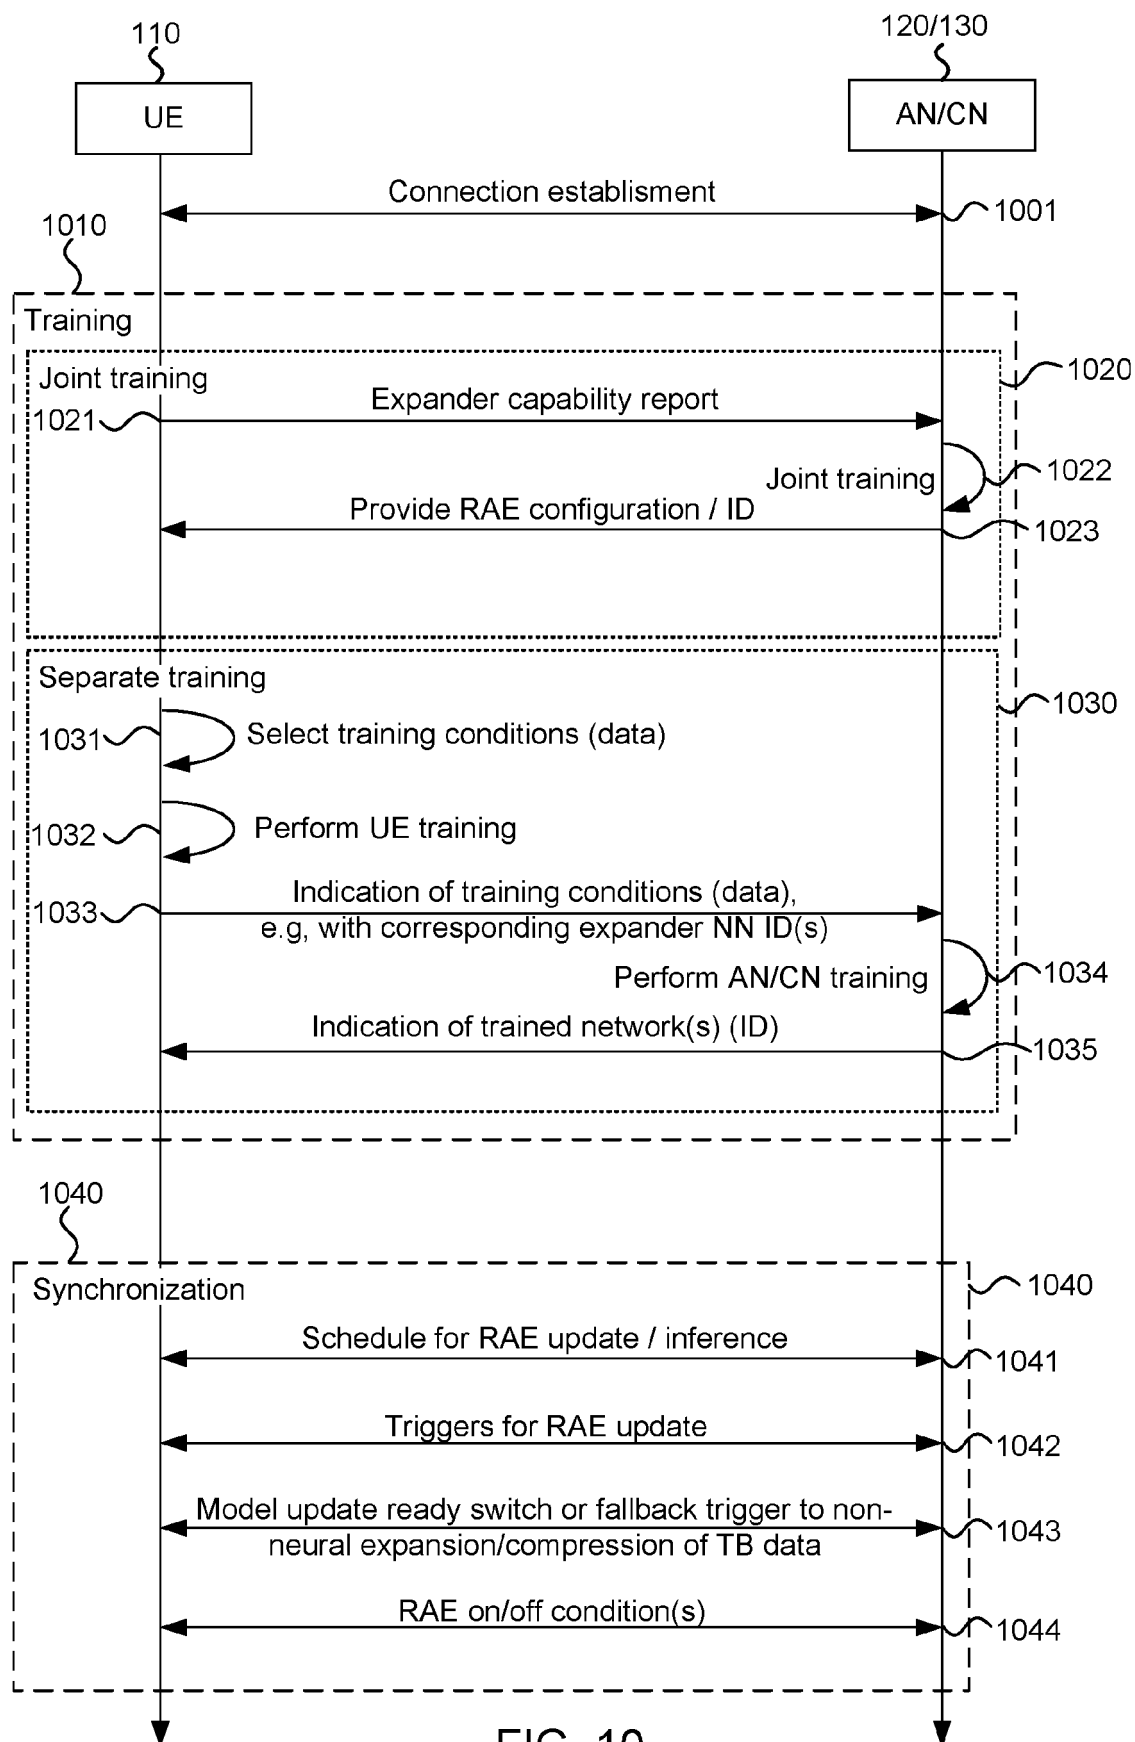 110
120/130
UE
AN/CN
Connection establisment
1001
1010
Training
1020
Joint training
Expander capability report
1021
1022
Joint training
Provide RAE configuration / ID
1023
Separate training
1030
1031
Select training conditions (data)
1032
Perform UE training
Indication of training conditions (data),
1033
e.g, with corresponding expander NN ID(s)
Perform AN/CN training
1034
Indication of trained network(s) (ID)
1035
1040
Synchronization
1040
Schedule for RAE update / inference
1041
Triggers for RAE update
1042
Model update ready switch or fallback trigger to non-
1043
neural expansion/compression of TB data
RAE on/off condition(s)
1044
FIG. 10